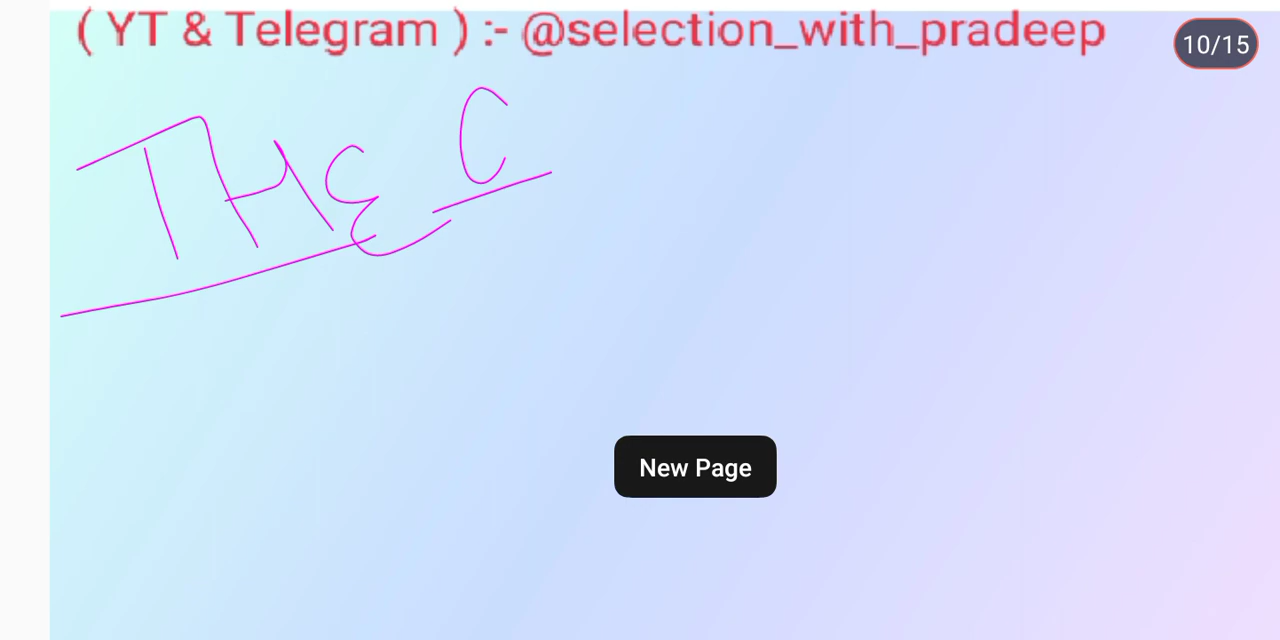 ( YT & Telegram ) :- @selection_with_pradeep
10/15
THE C
New Page